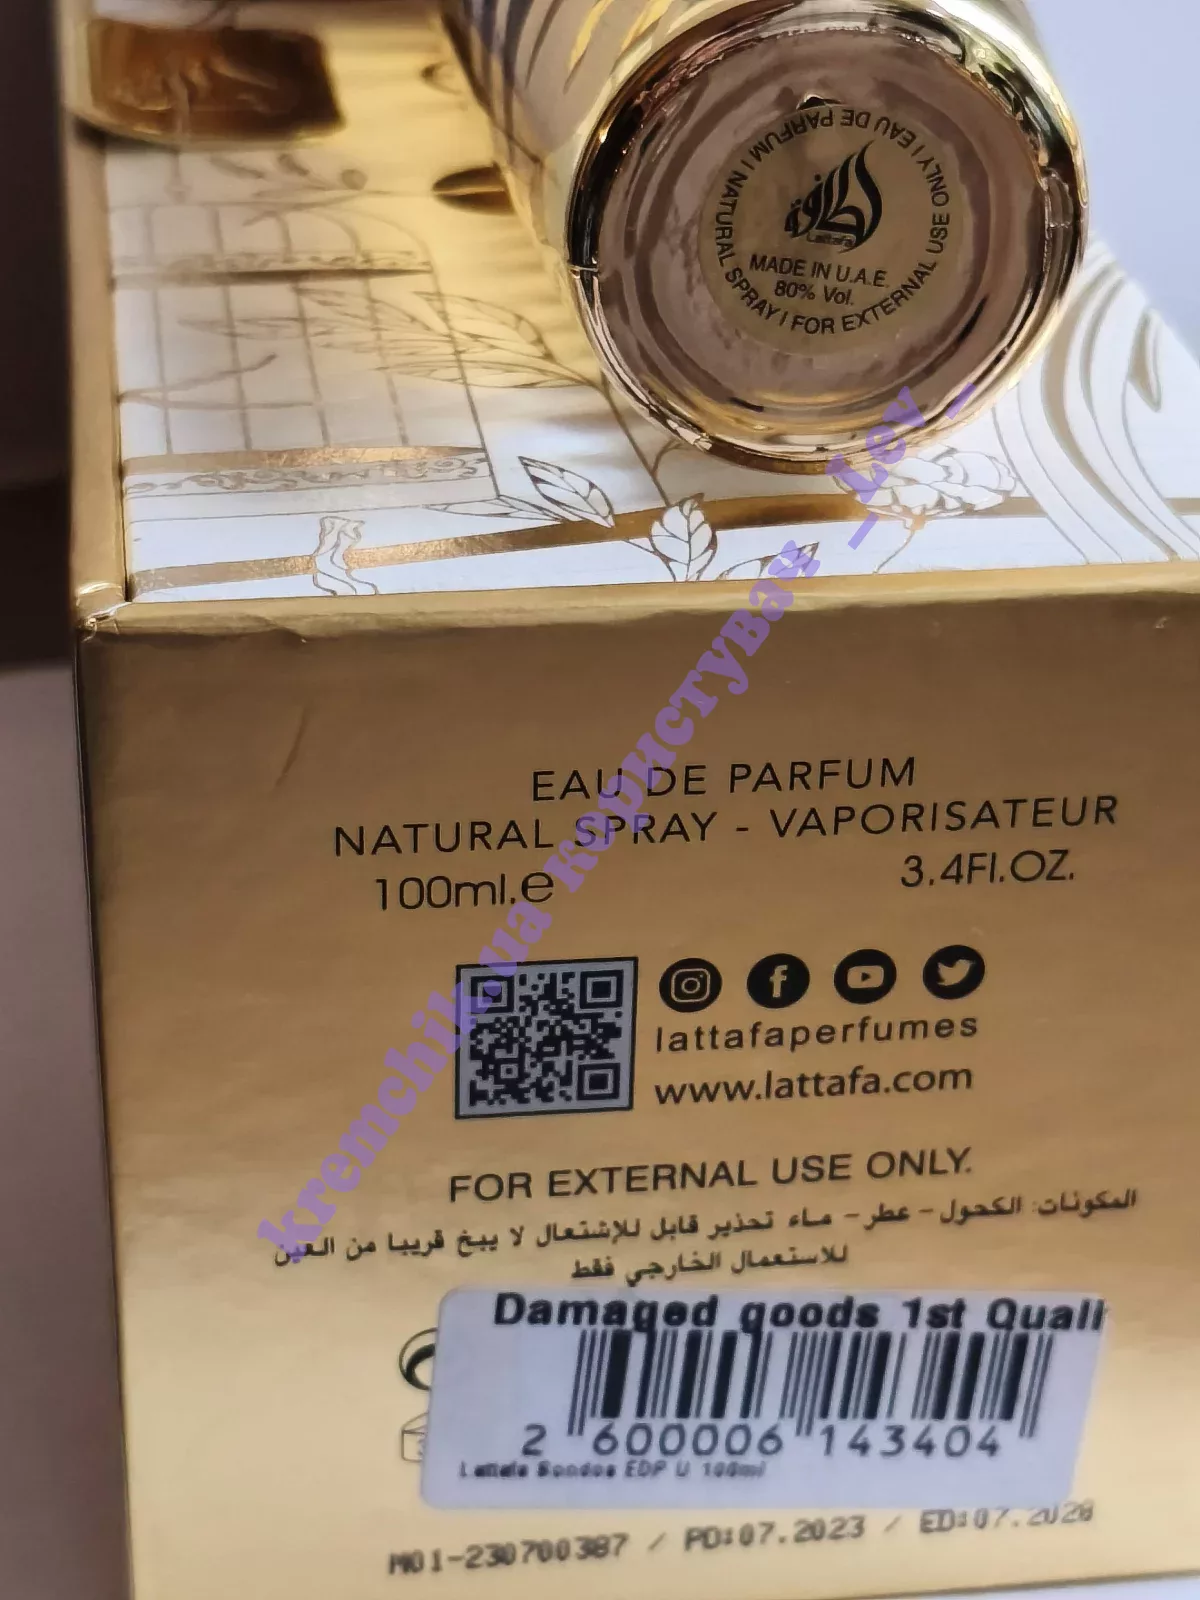 لطافة
Lattafa
MADE IN U.A.E.
80% Vol.
EAU DE PARFUM | NATURAL SPRAY | FOR EXTERNAL USE ONLY |
EAU DE PARFUM
NATURAL SPRAY - VAPORISATEUR
100ml.e 3.4Fl.OZ.
lattafaperfumes
www.lattafa.com
FOR EXTERNAL USE ONLY.
المكونات: الكحول - عطر - ماء تحذير قابل للإشتعال لا يبخ قريبا من العين
للاستعمال الخارجي فقط
Damaged goods 1st Quali
2 600006 143404
Lattafa Sondos EDP U 100ml
M01-230700387 / PD:07.2023 / ED:07.2028
kremchik.ua користувач _Lev_